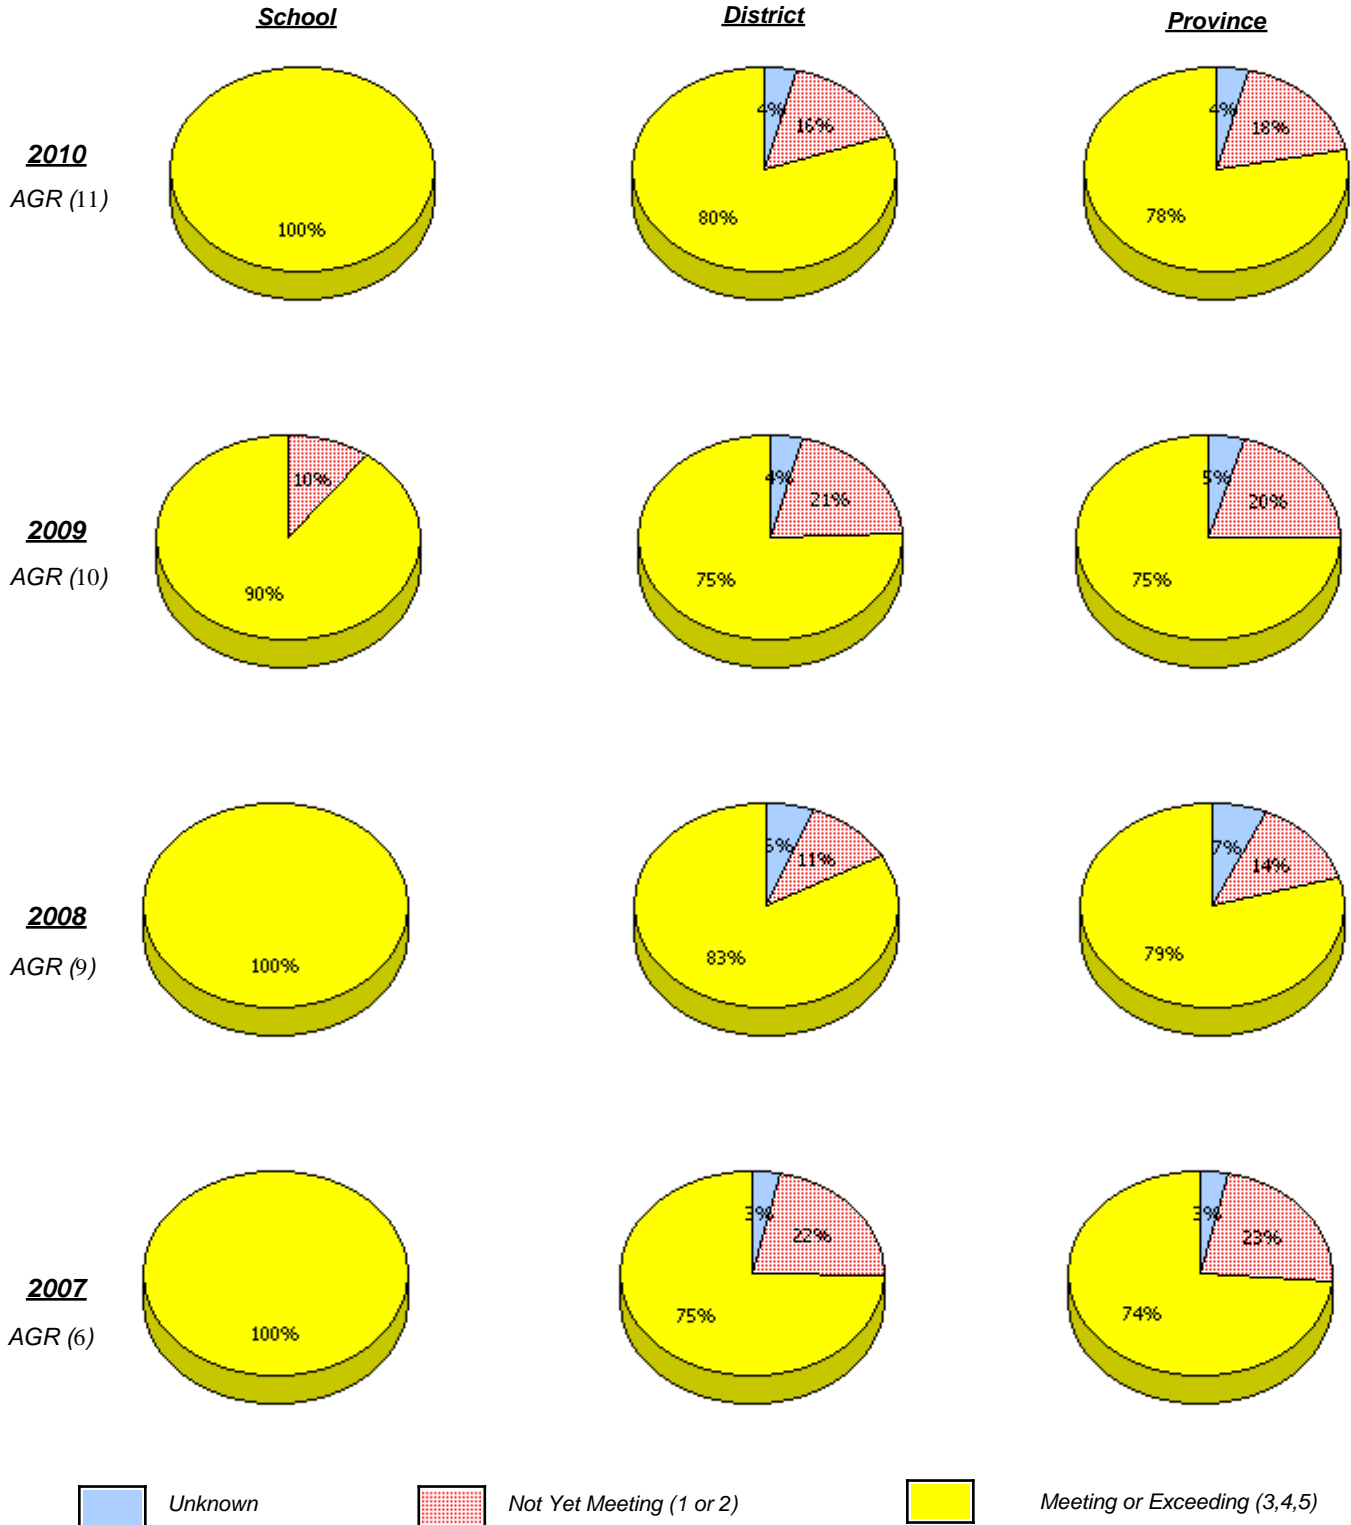 School District Province
2010
AGR (11)
100%
4% 16% 80%
4% 18% 78%
2009
AGR (10)
10% 90%
4% 21% 75%
5% 20% 75%
2008
AGR (9)
100%
11% 83%
7% 14% 79%
2007
AGR (6)
100%
3% 22% 75%
3% 23% 74%
Unknown Not Yet Meeting (1 or 2) Meeting or Exceeding (3,4,5)